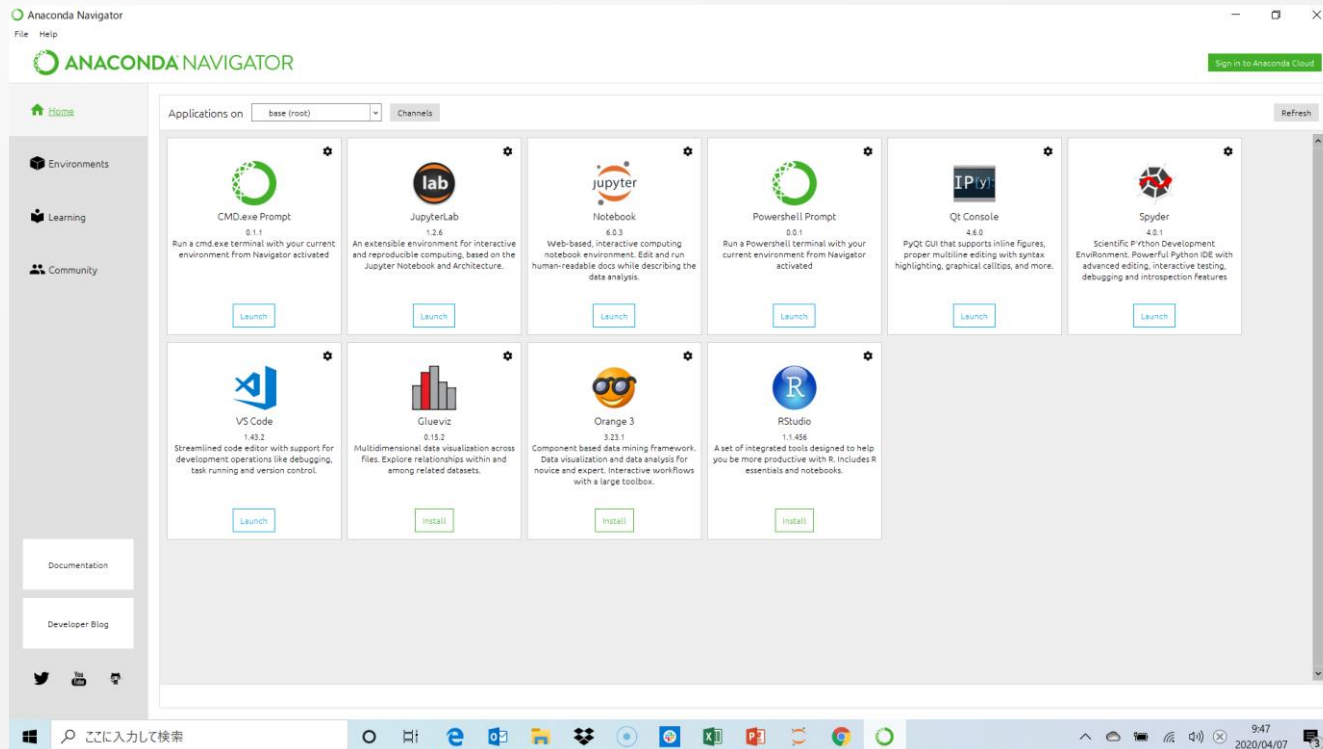 Anaconda Navigator
File Help
ANACONDA NAVIGATOR
Sign in to Anaconda Cloud
Home
Environments
Learning
Community
Documentation
Developer Blog
You
Tube
Applications on base (root) Channels Refresh
lab
jupyter
IP[y]:
CMD.exe Prompt
0.1.1
Run a cmd.exe terminal with your current
environment from Navigator activated
Launch
JupyterLab
1.2.6
An extensible environment for interactive
and reproducible computing, based on the
Jupyter Notebook and Architecture.
Launch
Notebook
6.0.3
Web-based, interactive computing
notebook environment. Edit and run
human-readable docs while describing the
data analysis.
Launch
Powershell Prompt
0.0.1
Run a Powershell terminal with your
current environment from Navigator
activated
Launch
Qt Console
4.6.0
PyQt GUI that supports inline figures,
proper multiline editing with syntax
highlighting, graphical calltips, and more.
Launch
Spyder
4.0.1
Scientific PYthon Development
EnviRonment. Powerful Python IDE with
advanced editing, interactive testing,
debugging and introspection features
Launch
VS Code
1.43.2
Streamlined code editor with support for
development operations like debugging,
task running and version control.
Launch
Glueviz
0.15.2
Multidimensional data visualization across
files. Explore relationships within and
among related datasets.
Install
Orange 3
3.23.1
Component based data mining framework.
Data visualization and data analysis for
novice and expert. Interactive workflows
with a large toolbox.
Install
R
RStudio
1.1.456
A set of integrated tools designed to help
you be more productive with R. Includes R
essentials and notebooks.
Install
ここに入力して検索
9:47
2020/04/07
3